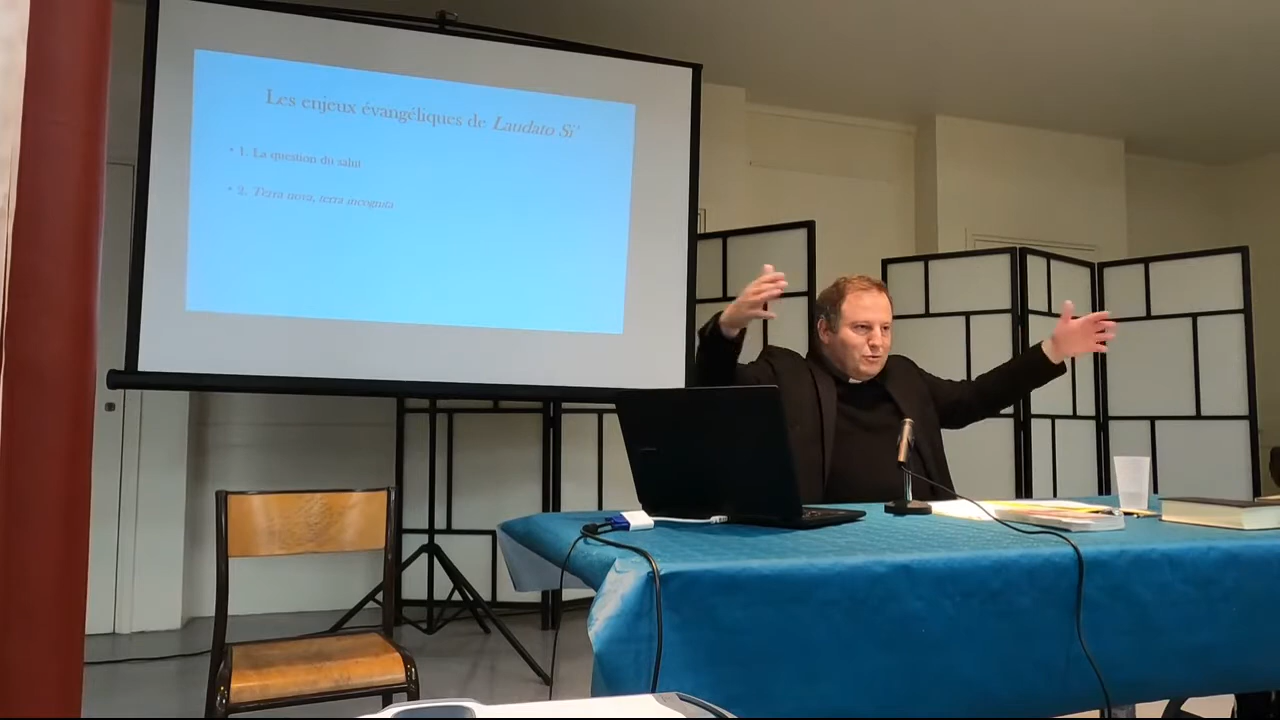 Les enjeux évangéliques de Laudato Si'
• 1. La question du salut
• 2. Terra nova, terra incognita